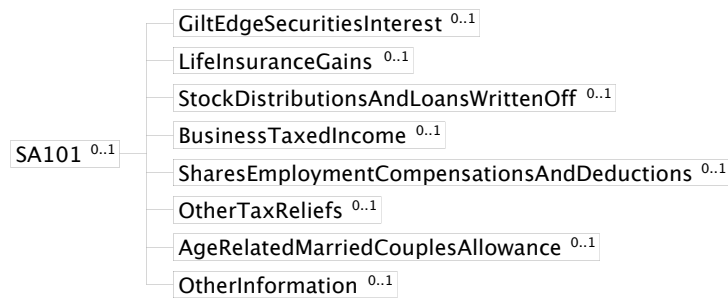 GiltEdgeSecuritiesInterest 0..1
LifeInsuranceGains 0..1
StockDistributionsAndLoansWrittenOff 0..1
BusinessTaxedIncome 0..1
SA101 0..1
SharesEmploymentCompensationsAndDeductions 0..1
OtherTaxReliefs 0..1
AgeRelatedMarriedCouplesAllowance 0..1
OtherInformation 0..1